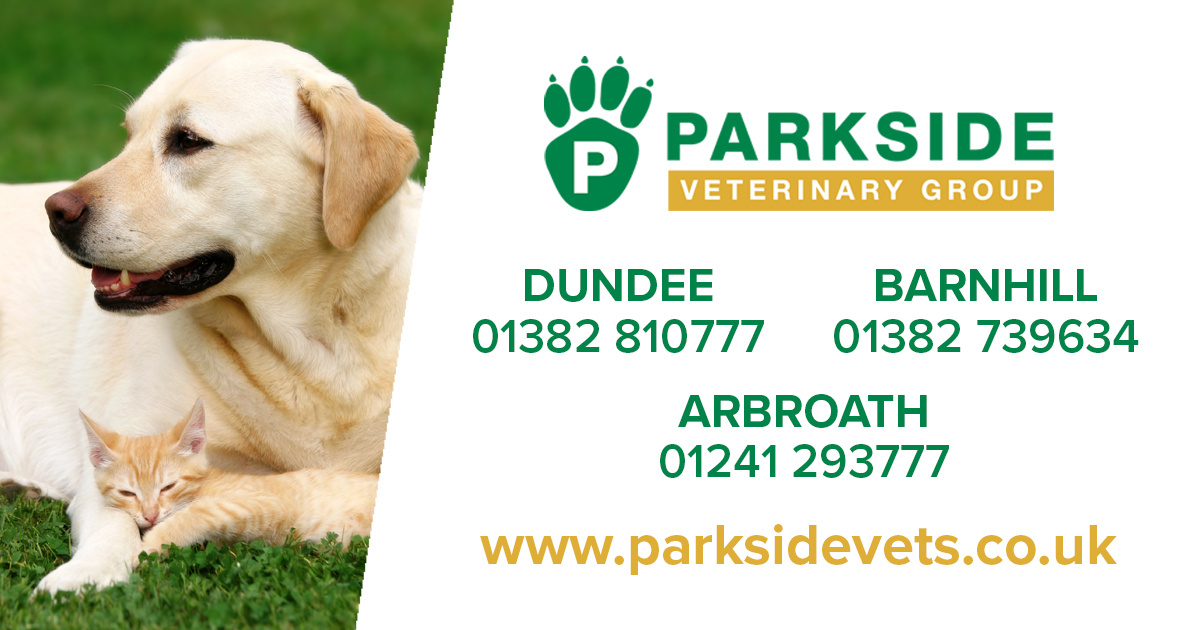 P
PARKSIDE
VETERINARY GROUP
DUNDEE
01382 810777
BARNHILL
01382 739634
ARBROATH
01241 293777
www.parksidevets.co.uk